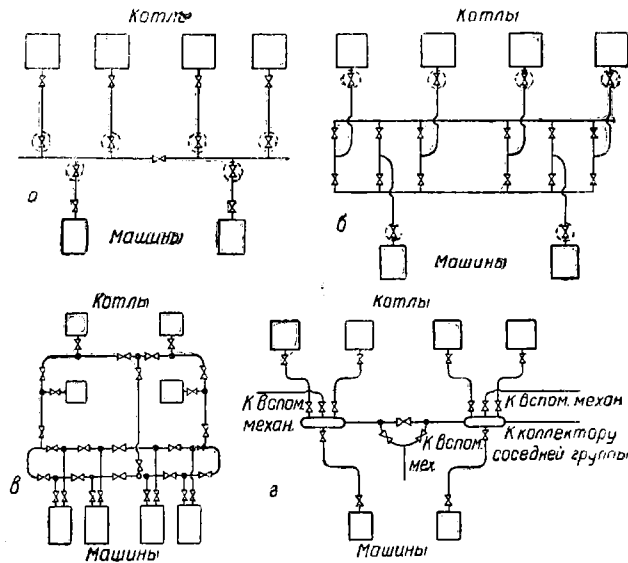 Котлы
Машины
а
Котлы
Машины
б
Котлы
Машины
в
Котлы
К вспом.
механ.
К вспом.
мех
К вспом. механ
К коллектору
соседней группы
Машины
г